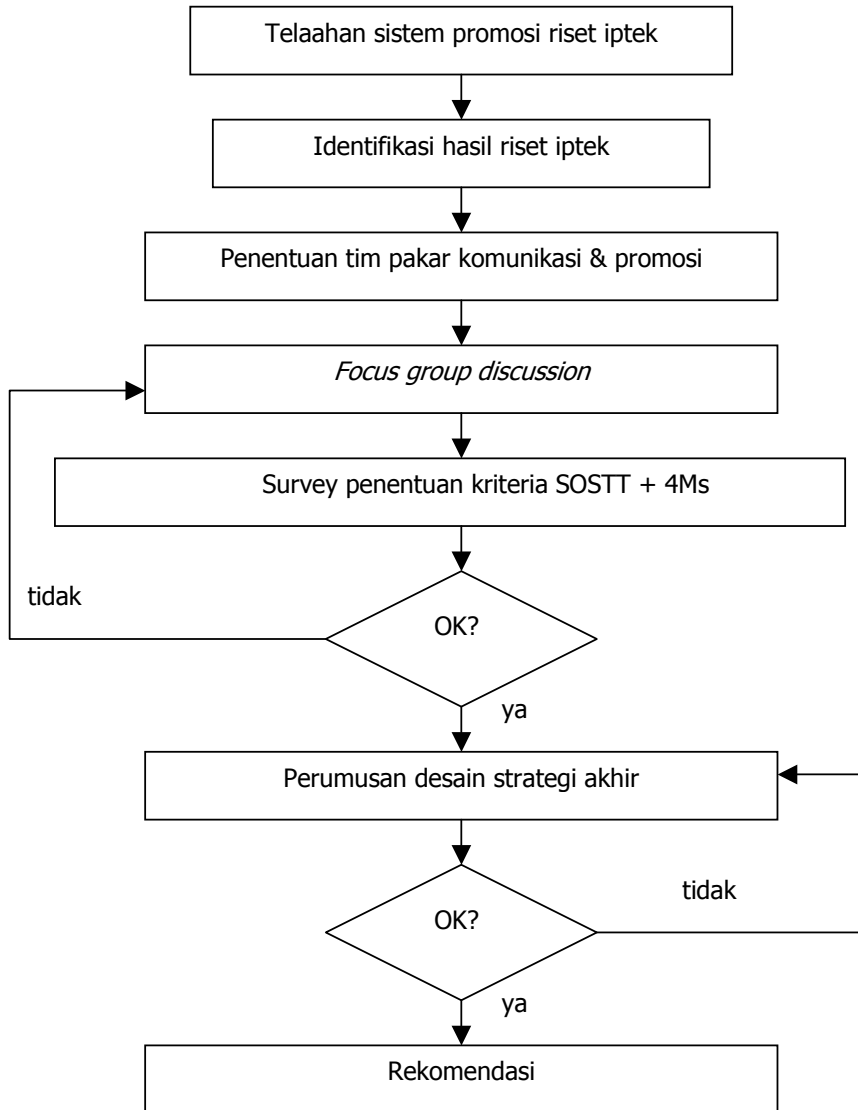 Telaahan sistem promosi riset iptek
Identifikasi hasil riset iptek
Penentuan tim pakar komunikasi & promosi
Focus group discussion
Survey penentuan kriteria SOSTT + 4Ms
tidak
OK?
ya
Perumusan desain strategi akhir
tidak
OK?
ya
Rekomendasi